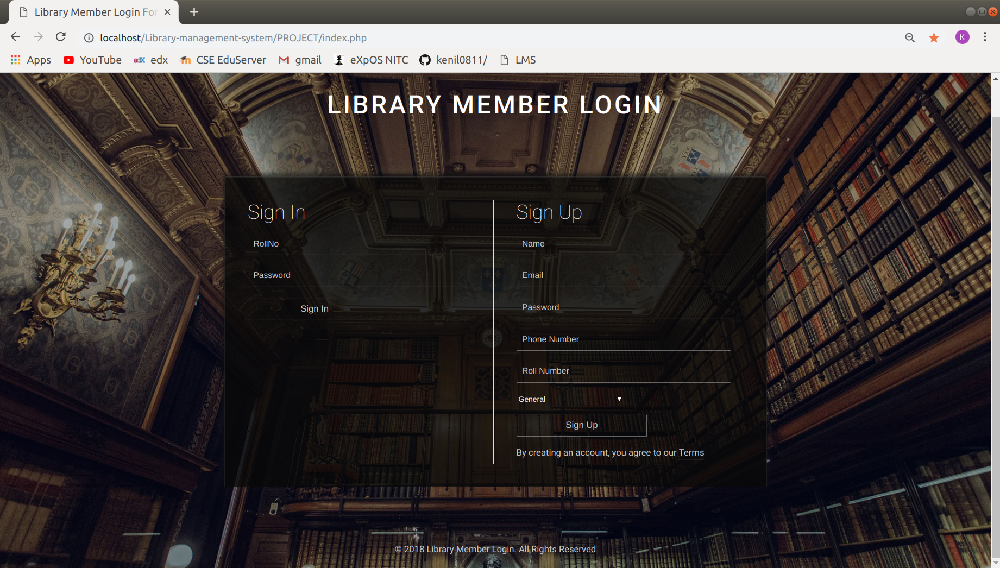 Library Member Login For
localhost/Library-management-system/PROJECT/index.php
K
Apps YouTube edx CSE EduServer gmail eXpOS NITC kenil0811/ LMS
LIBRARY MEMBER LOGIN
Sign In
RollNo
Password
Sign In
Sign Up
Name
Email
Password
Phone Number
Roll Number
General
Sign Up
By creating an account, you agree to our Terms
© 2018 Library Member Login. All Rights Reserved